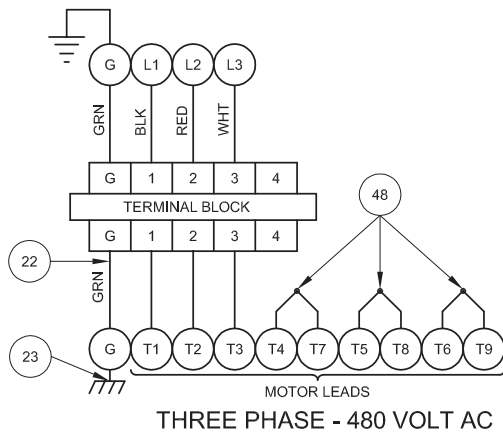 G L1 L2 L3
GRN BLK RED WHT
G 1 2 3 4
TERMINAL BLOCK
G 1 2 3 4
48
22
GRN
23
G T1 T2 T3 T4 T7 T5 T8 T6 T9
MOTOR LEADS
THREE PHASE - 480 VOLT AC